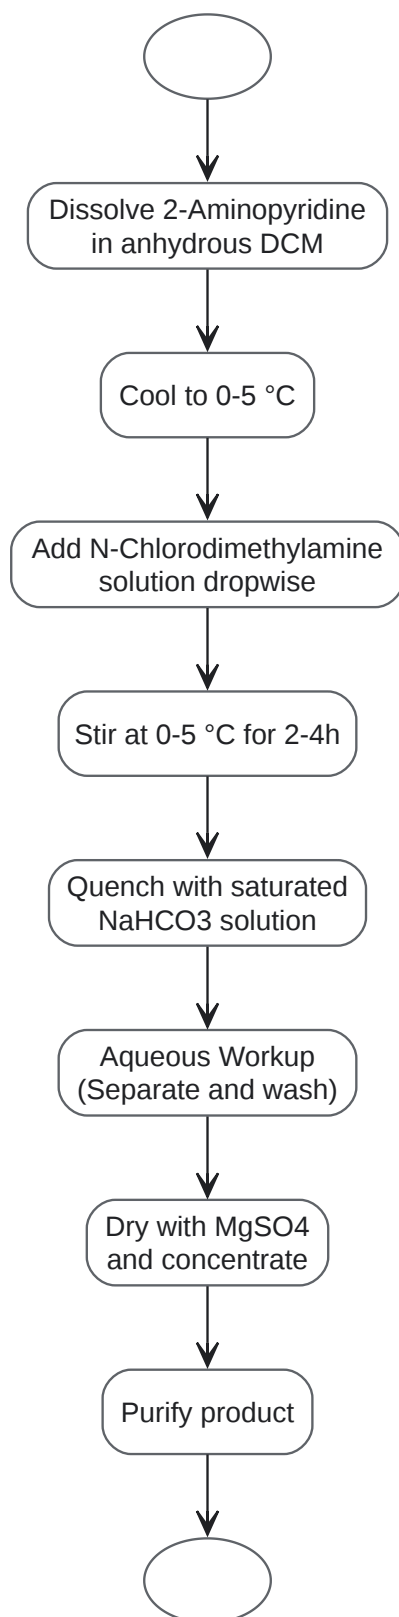 Dissolve 2-Aminopyridine
in anhydrous DCM
Cool to 0-5 °C
Add N-Chlorodimethylamine
solution dropwise
Stir at 0-5 °C for 2-4h
Quench with saturated
NaHCO3 solution
Aqueous Workup
(Separate and wash)
Dry with MgSO4
and concentrate
Purify product